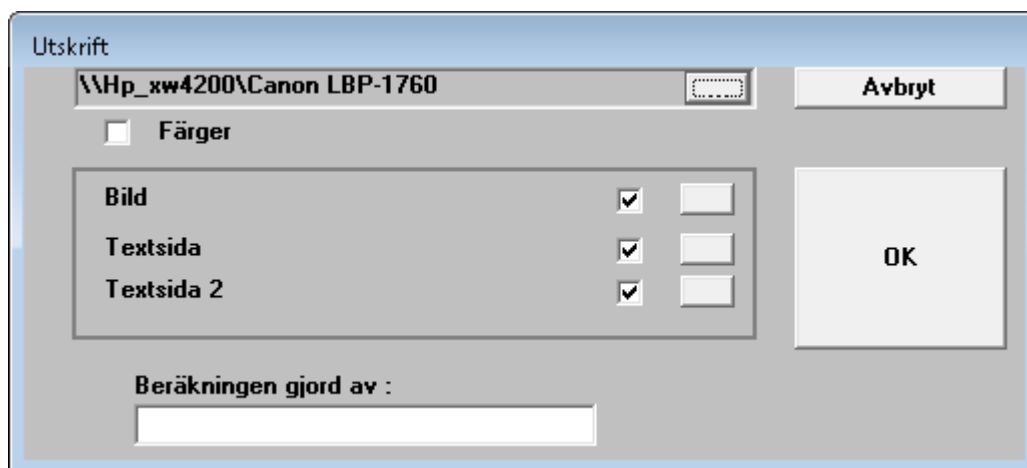 Utskrift
\\Hp_xw4200\Canon LBP-1760
Avbryt
Färger
Bild
Textsida
OK
Textsida 2
Beräkningen gjord av :